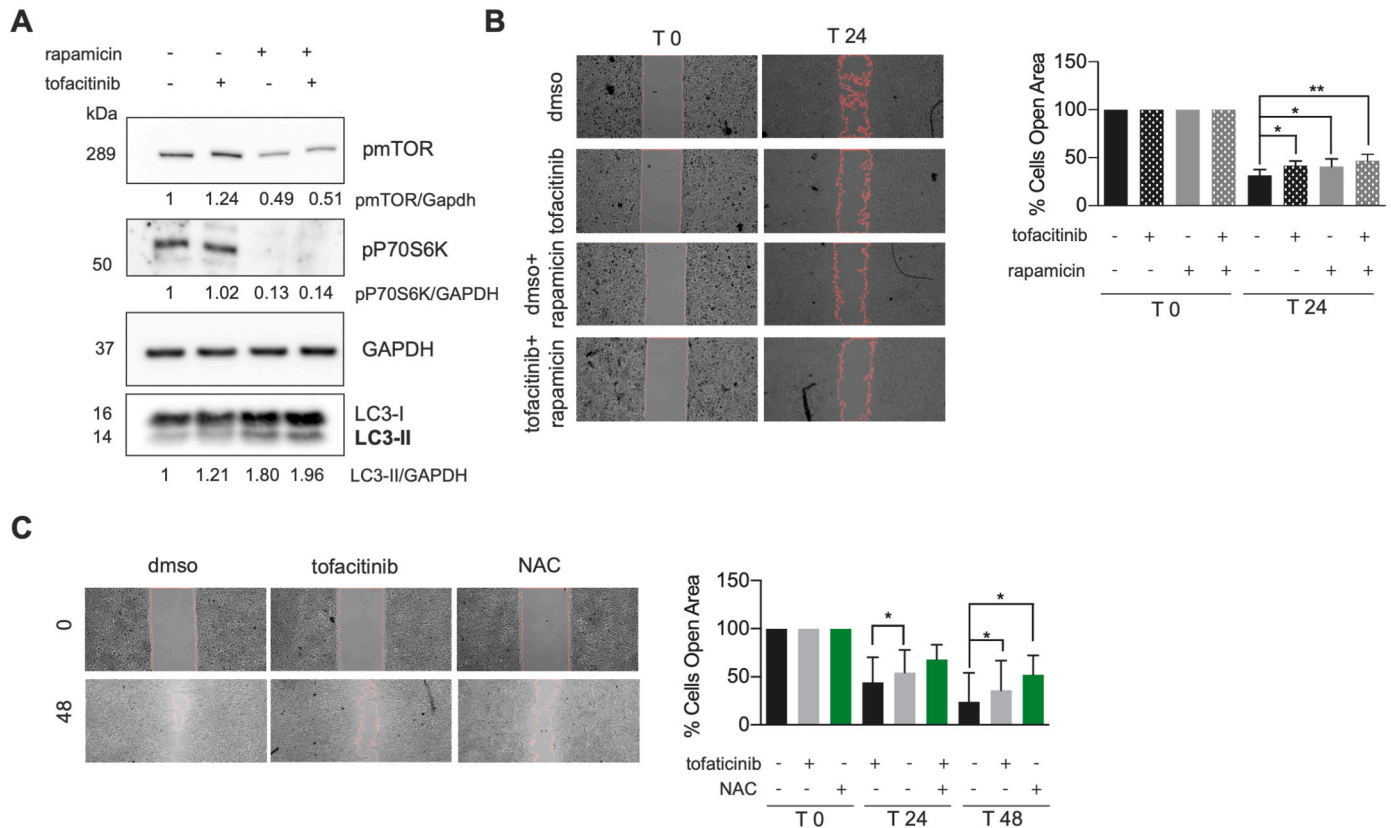 A
rapamicin - - + +
tofacitinib - + - +
kDa
289
pmTOR
1 1.24 0.49 0.51 pmTOR/Gapdh
50
pP70S6K
1 1.02 0.13 0.14 pP70S6K/GAPDH
37
GAPDH
16 LC3-I
14 LC3-II
1 1.21 1.80 1.96 LC3-II/GAPDH
B
T 0 T 24
dmso
tofacitinib
dmso+
rapamicin
tofacitinib+
rapamicin
% Cells Open Area
150
100
50
0
**
*
*
tofacitinib - + - + - + - +
rapamicin - - + + - - + +
T 0 T 24
C
dmso tofacitinib NAC
0
48
% Cells Open Area
150
100
50
0
*
*
*
tofaticinib - + - + - + - + -
NAC - - + - - + - - +
T 0 T 24 T 48